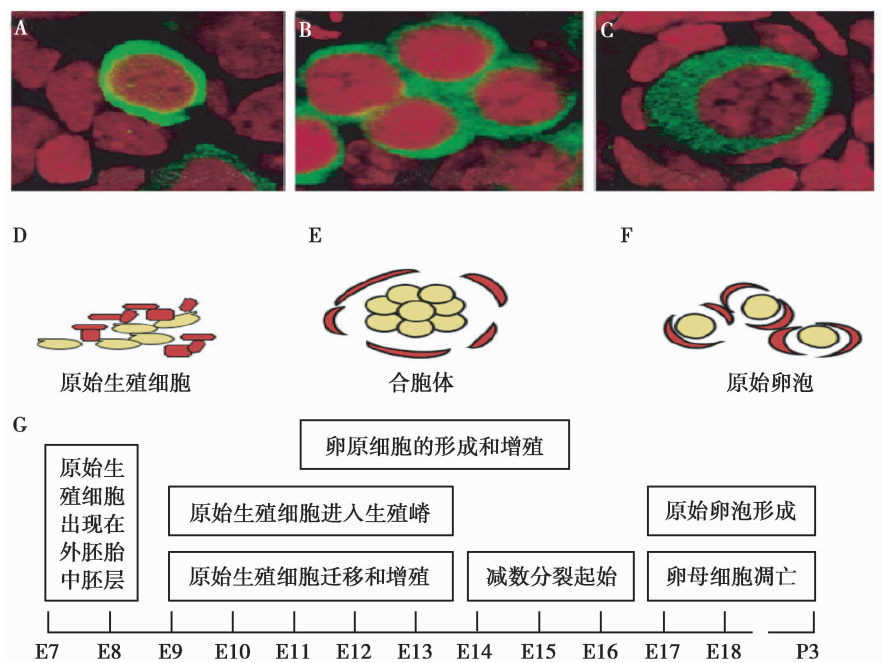 A
B
C
D
E
F
原始生殖细胞
合胞体
原始卵泡
G
卵原细胞的形成和增殖
原始生
殖细胞
出现在
外胚胎
中胚层
原始生殖细胞进入生殖嵴
原始卵泡形成
原始生殖细胞迁移和增殖
减数分裂起始
卵母细胞凋亡
E7 E8 E9 E10 E11 E12 E13 E14 E15 E16 E17 E18 P3